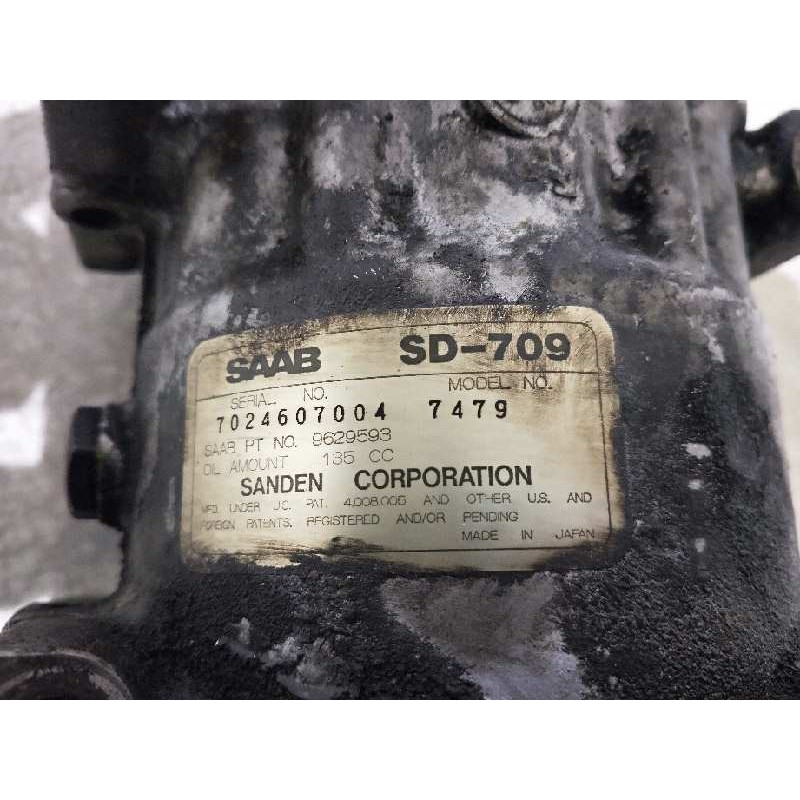 SAAB SD-709
SERIAL NO. MODEL NO.
7024607004 7479
SAAB PT NO. 9629593
OIL AMOUNT 135 CC
SANDEN CORPORATION
MFD. UNDER U.S. PAT. 4,008,005 AND OTHER U.S. AND
FOREIGN PATENTS, REGISTERED AND/OR PENDING
MADE IN JAPAN